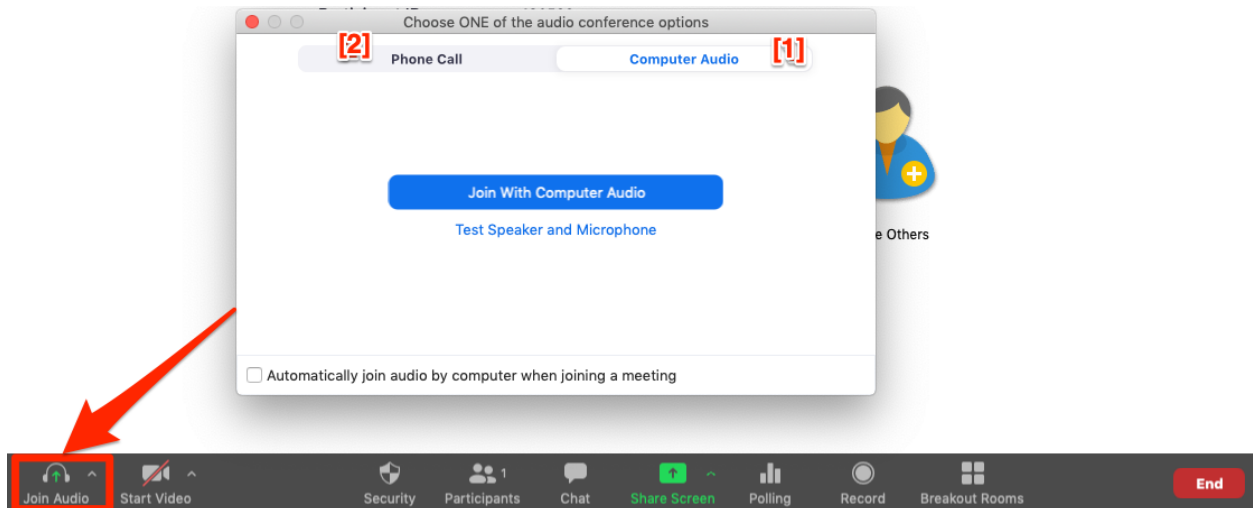 Choose ONE of the audio conference options
[2] Phone Call
Computer Audio [1]
Join With Computer Audio
Test Speaker and Microphone
e Others
Automatically join audio by computer when joining a meeting
Join Audio Start Video Security Participants 1 Chat Share Screen Polling Record Breakout Rooms End